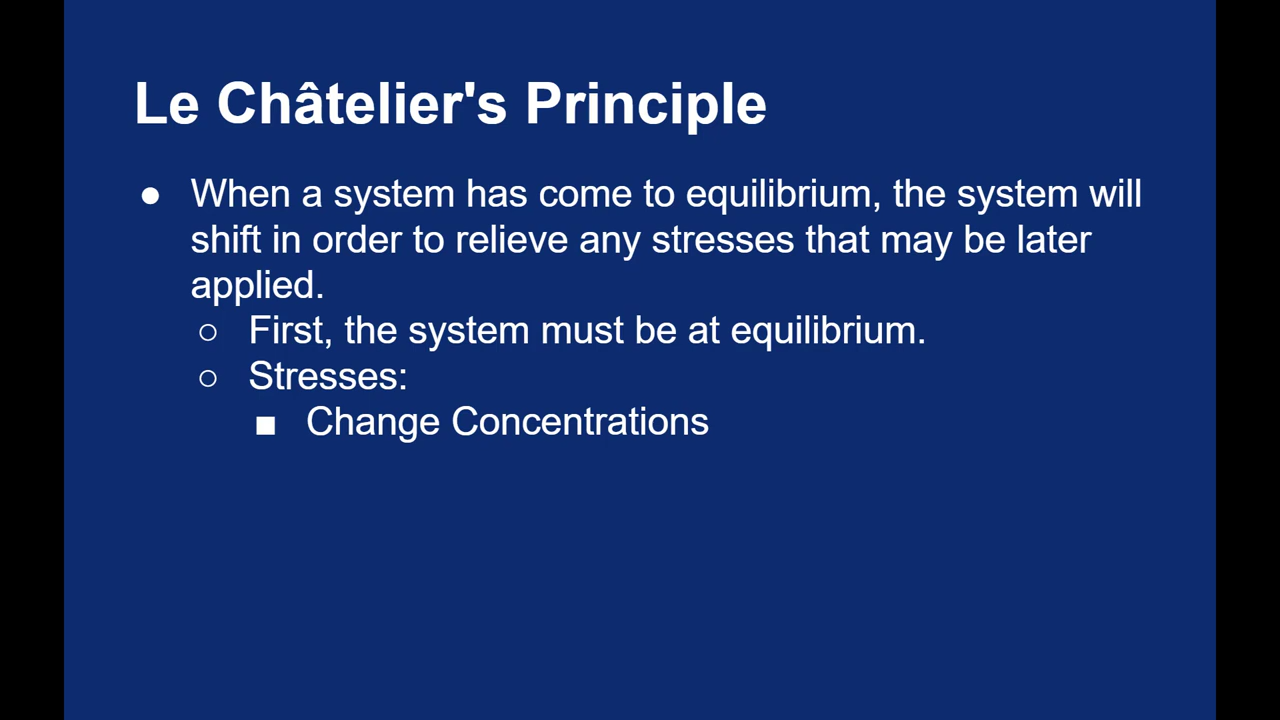 Le Châtelier's Principle
● When a system has come to equilibrium, the system will
shift in order to relieve any stresses that may be later
applied.
○ First, the system must be at equilibrium.
○ Stresses:
■ Change Concentrations